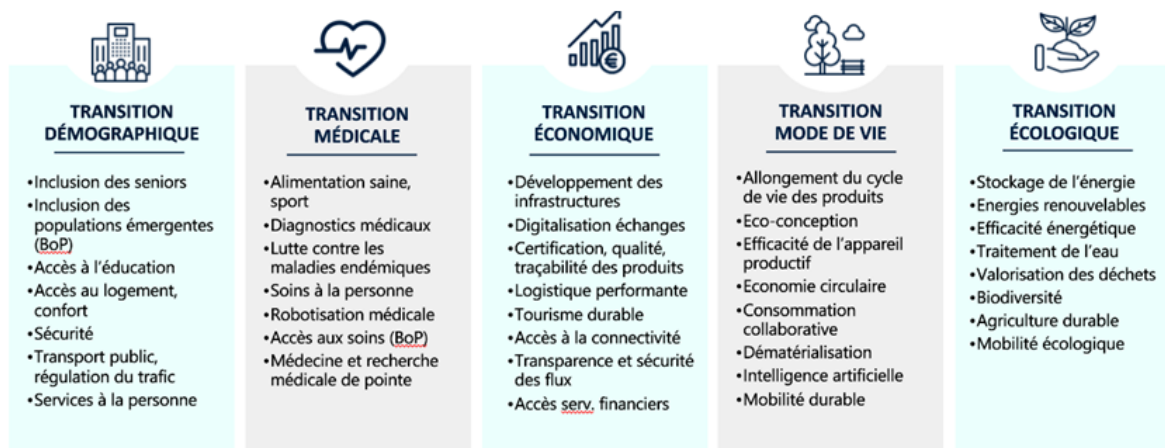 TRANSITION
DÉMOGRAPHIQUE
•Inclusion des seniors
•Inclusion des
populations émergentes
(BoP)
•Accès à l'éducation
•Accès au logement,
confort
•Sécurité
•Transport public,
régulation du trafic
•Services à la personne
TRANSITION
MÉDICALE
•Alimentation saine,
sport
•Diagnostics médicaux
•Lutte contre les
maladies endémiques
•Soins à la personne
•Robotisation médicale
•Accès aux soins (BoP)
•Médecine et recherche
médicale de pointe
€
TRANSITION
ÉCONOMIQUE
•Développement des
infrastructures
•Digitalisation échanges
•Certification, qualité,
traçabilité des produits
•Logistique performante
•Tourisme durable
•Accès à la connectivité
•Transparence et sécurité
des flux
•Accès serv. financiers
TRANSITION
MODE DE VIE
•Allongement du cycle
de vie des produits
•Eco-conception
•Efficacité de l'appareil
productif
•Economie circulaire
•Consommation
collaborative
•Dématérialisation
•Intelligence artificielle
•Mobilité durable
TRANSITION
ÉCOLOGIQUE
•Stockage de l'énergie
•Energies renouvelables
•Efficacité énergétique
•Traitement de l'eau
•Valorisation des déchets
•Biodiversité
•Agriculture durable
•Mobilité écologique